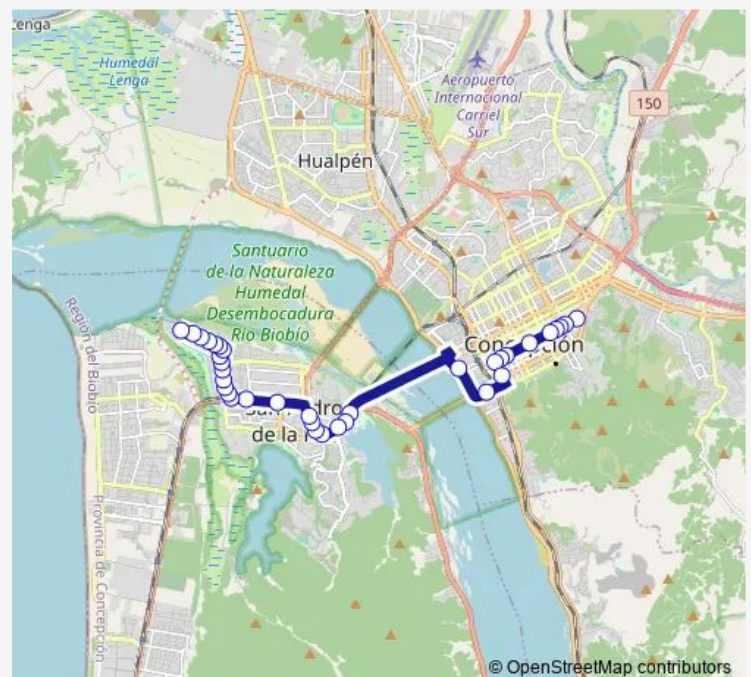 Lenga
Humedal
Lenga
Aeropuerto
Internacional
Carriel
Sur
150
Hualpén
Santuario
de la Naturaleza
Humedal
Desembocadura
Río Biobío
Región del Biobío
Concepción
de la
Provincia de Concepción
© OpenStreetMap contributors